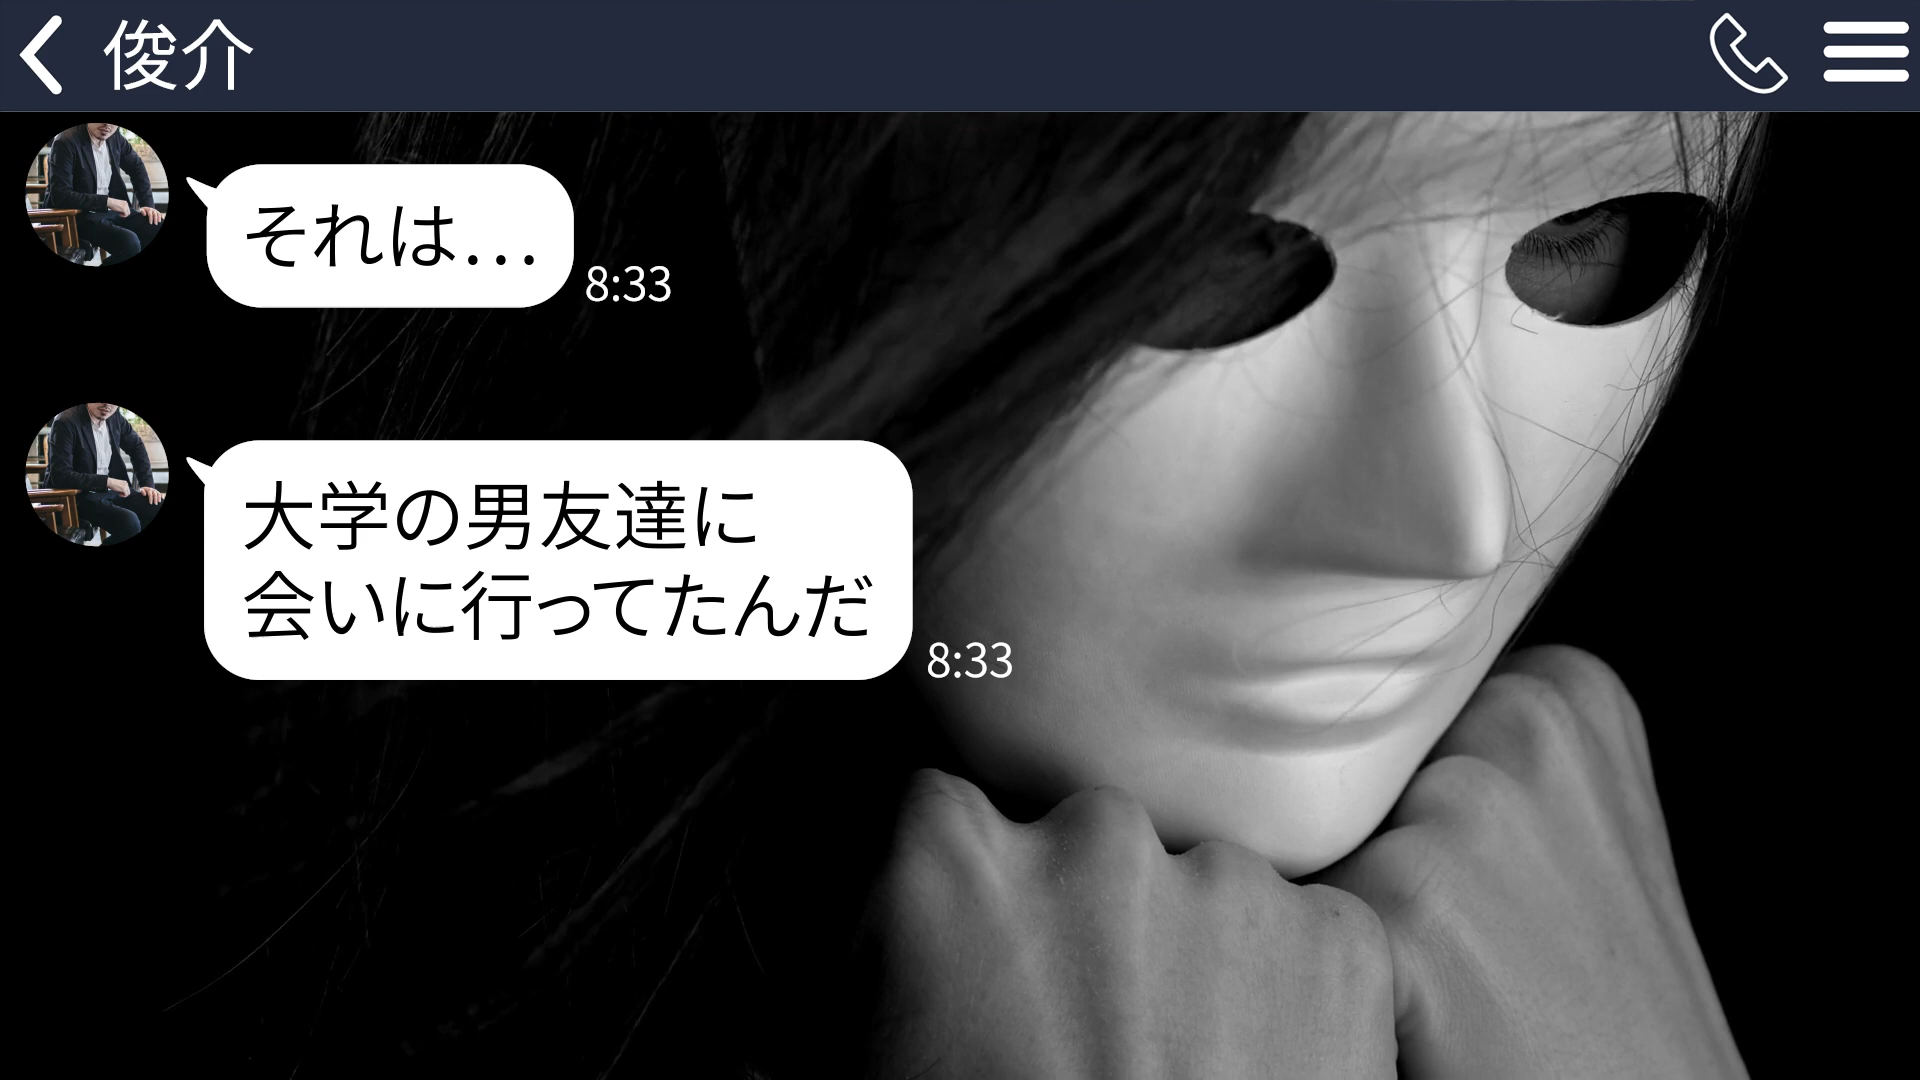 俊介
それは…
8:33
大学の男友達に
会いに行ってたんだ
8:33